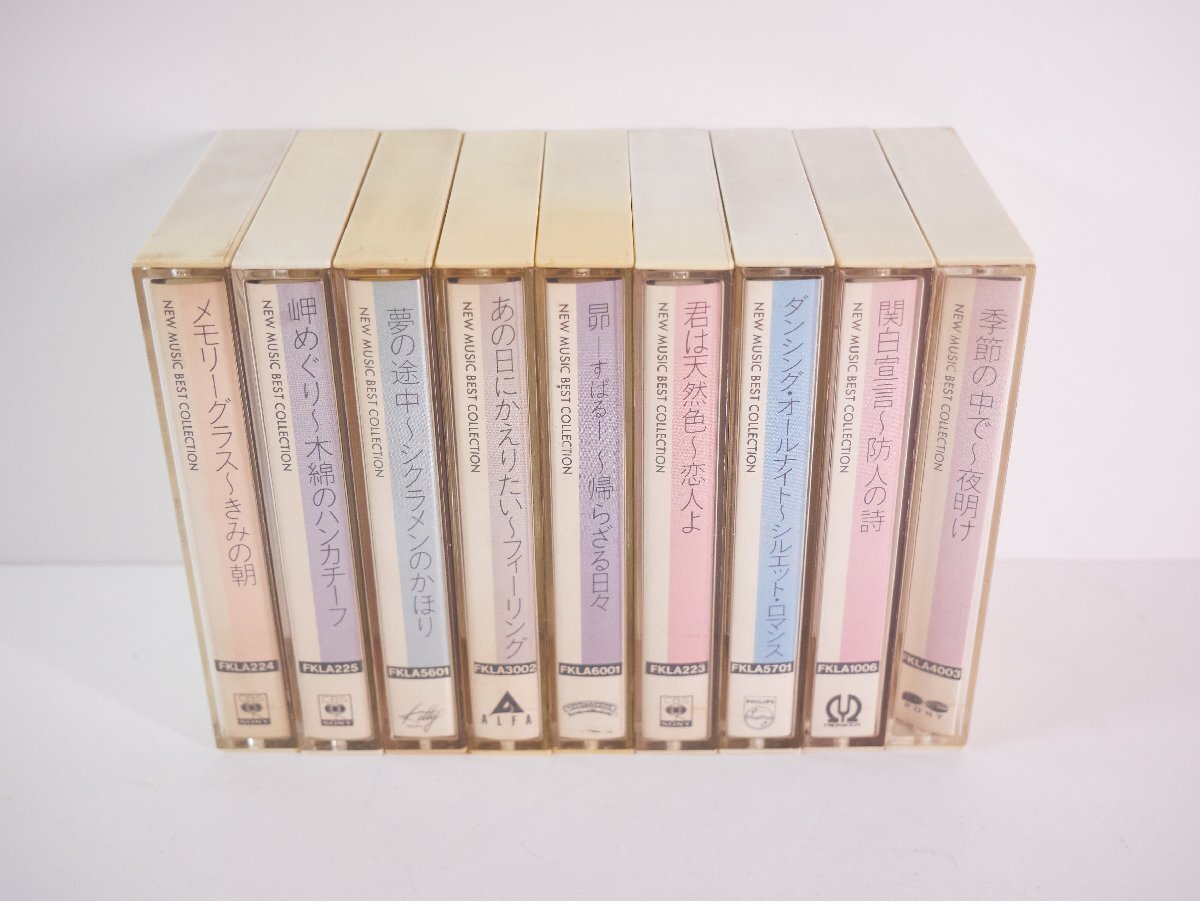 メモリーグラス～きみの朝
NEW MUSIC BEST COLLECTION
FKLA224
CBS
SONY
岬めぐり～木綿のハンカチーフ
NEW MUSIC BEST COLLECTION
FKLA225
CBS
SONY
夢の途中～シクラメンのかほり
NEW MUSIC BEST COLLECTION
FKLA5601
Kitty
あの日にかえりたい～フィーリング
NEW MUSIC BEST COLLECTION
FKLA3002
ALFA
昴―すばる―～帰らざる日々
NEW MUSIC BEST COLLECTION
FKLA6001
君は天然色～恋人よ
NEW MUSIC BEST COLLECTION
FKLA223
CBS
SONY
ダンシング・オールナイト～シルエット・ロマンス
NEW MUSIC BEST COLLECTION
FKLA5701
PHILIPS
関白宣言～防人の詩
NEW MUSIC BEST COLLECTION
FKLA1006
季節の中で～夜明け
NEW MUSIC BEST COLLECTION
FKLA4003
PONY